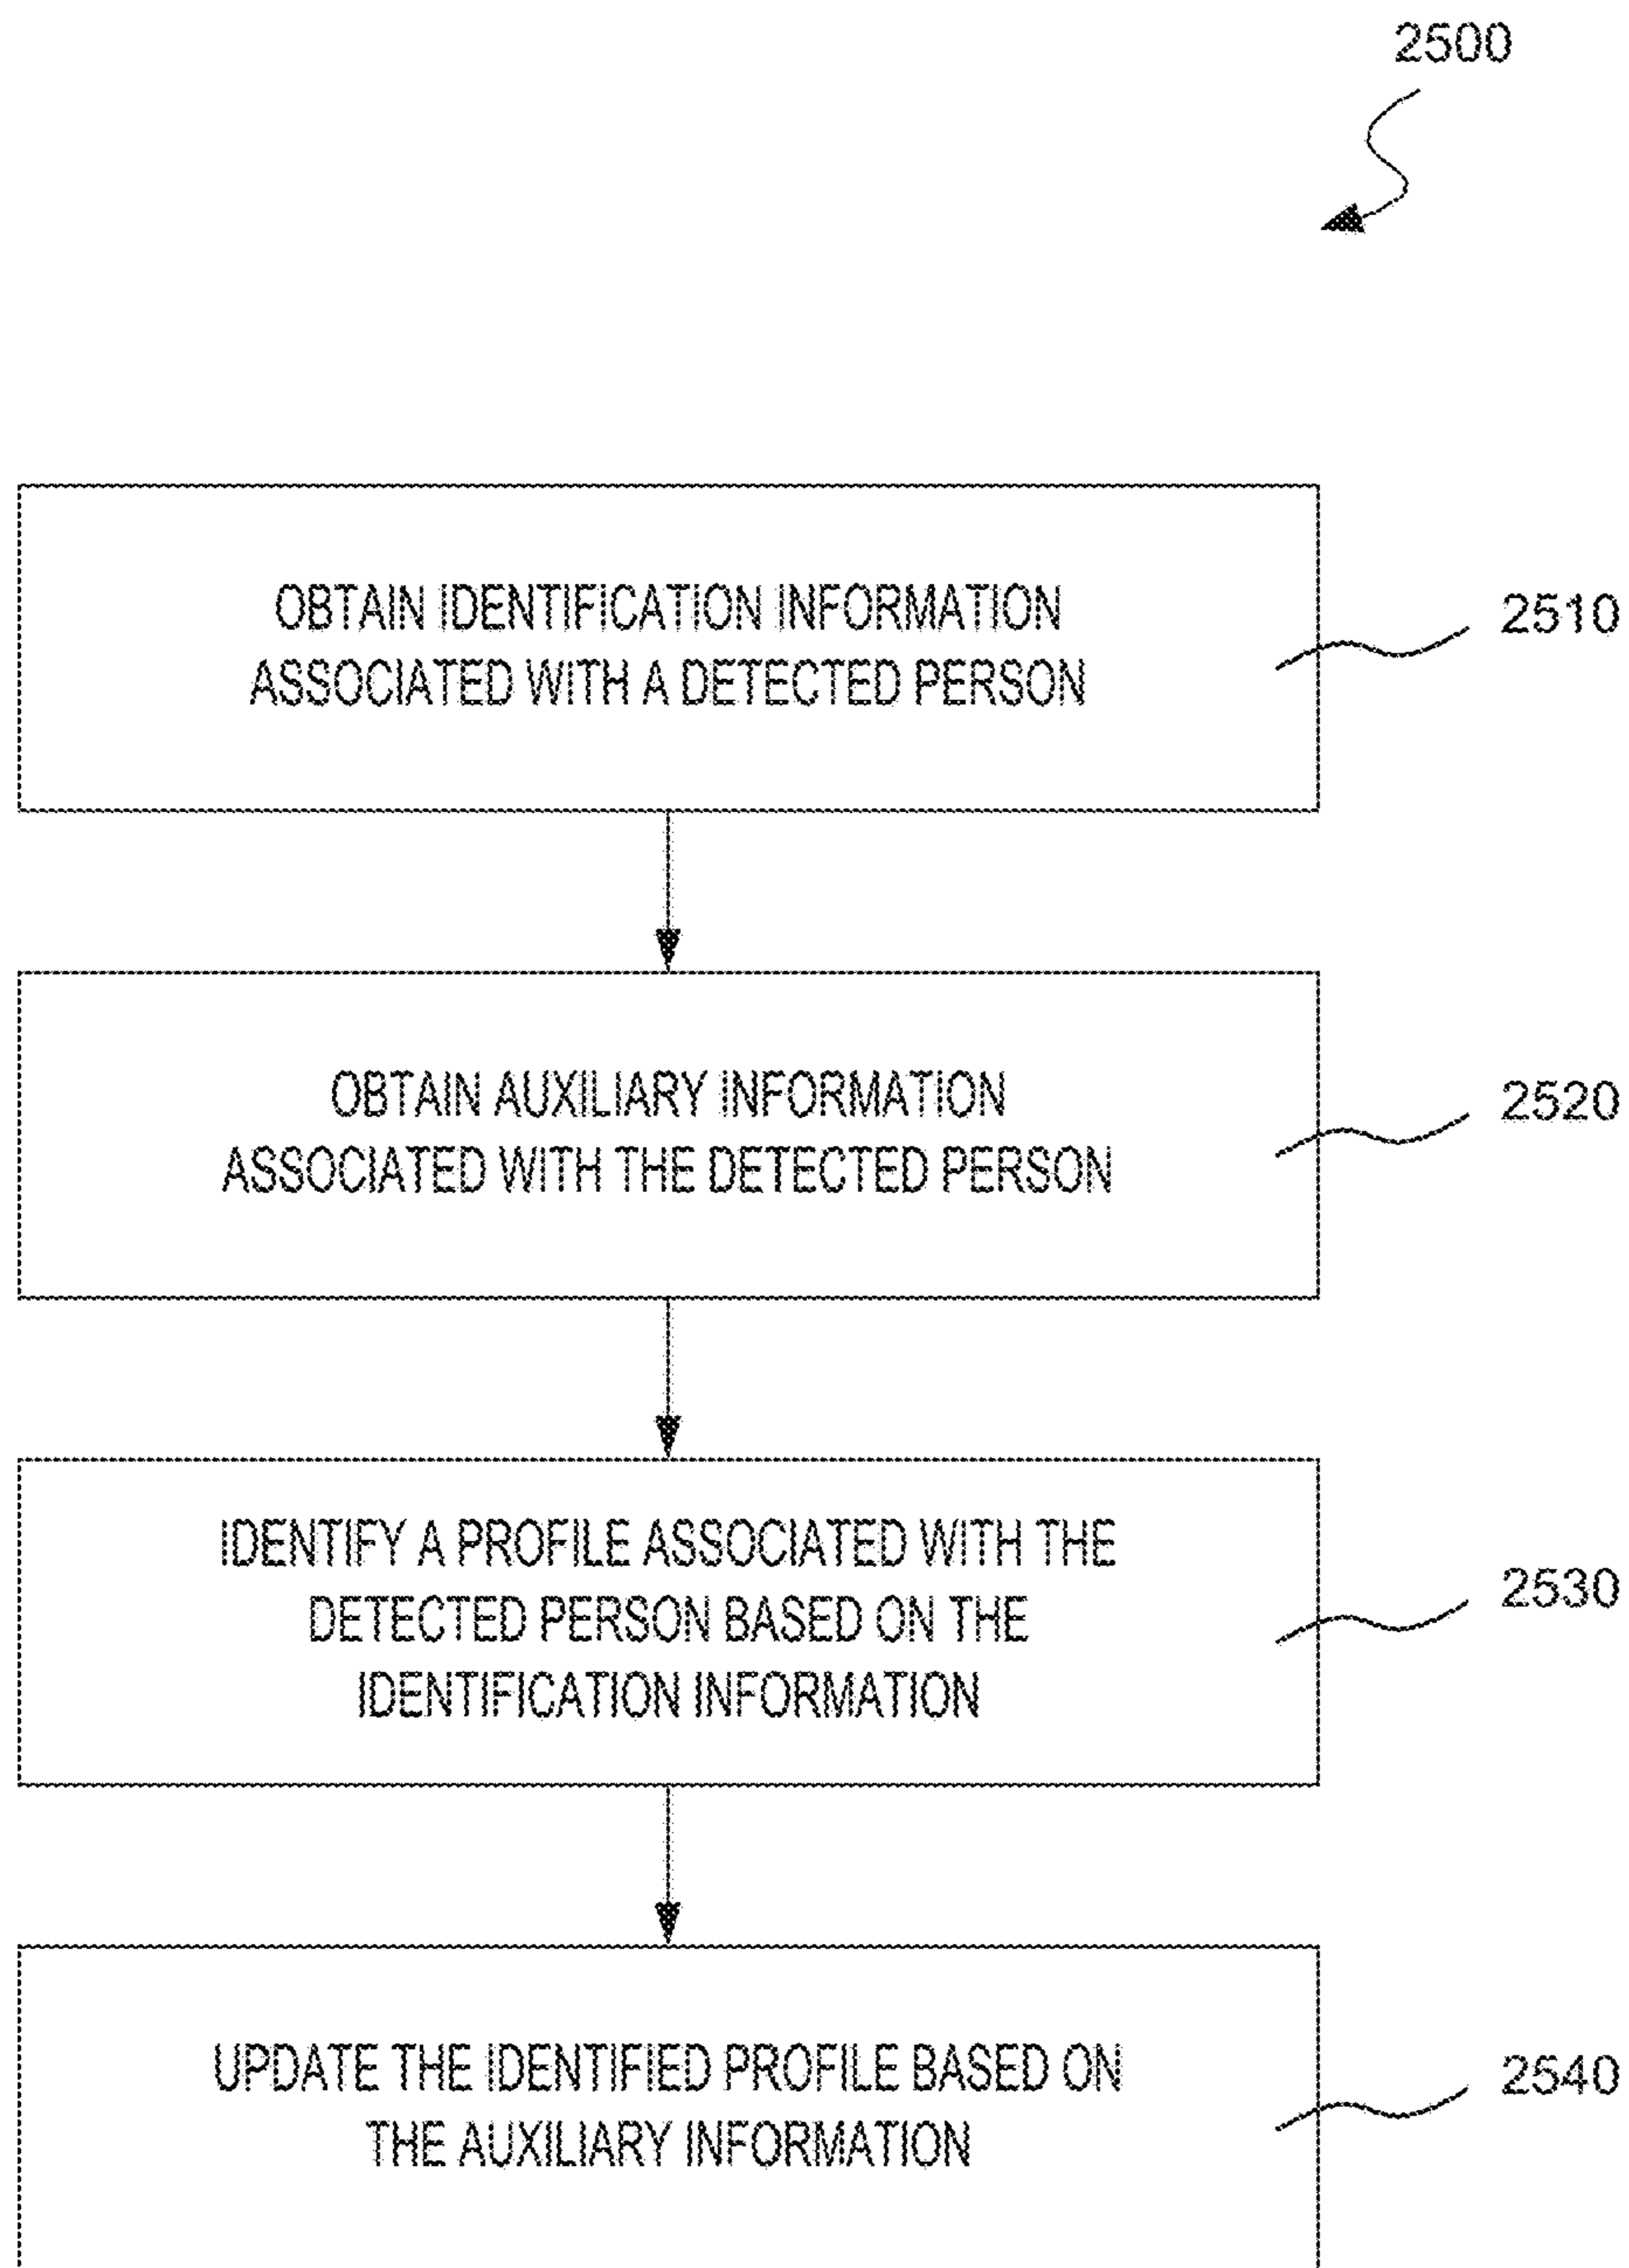 2500
OBTAIN IDENTIFICATION INFORMATION
ASSOCIATED WITH A DETECTED PERSON
2510
OBTAIN AUXILIARY INFORMATION
ASSOCIATED WITH THE DETECTED PERSON
2520
IDENTIFY A PROFILE ASSOCIATED WITH THE
DETECTED PERSON BASED ON THE
IDENTIFICATION INFORMATION
2530
UPDATE THE IDENTIFIED PROFILE BASED ON
THE AUXILIARY INFORMATION
2540